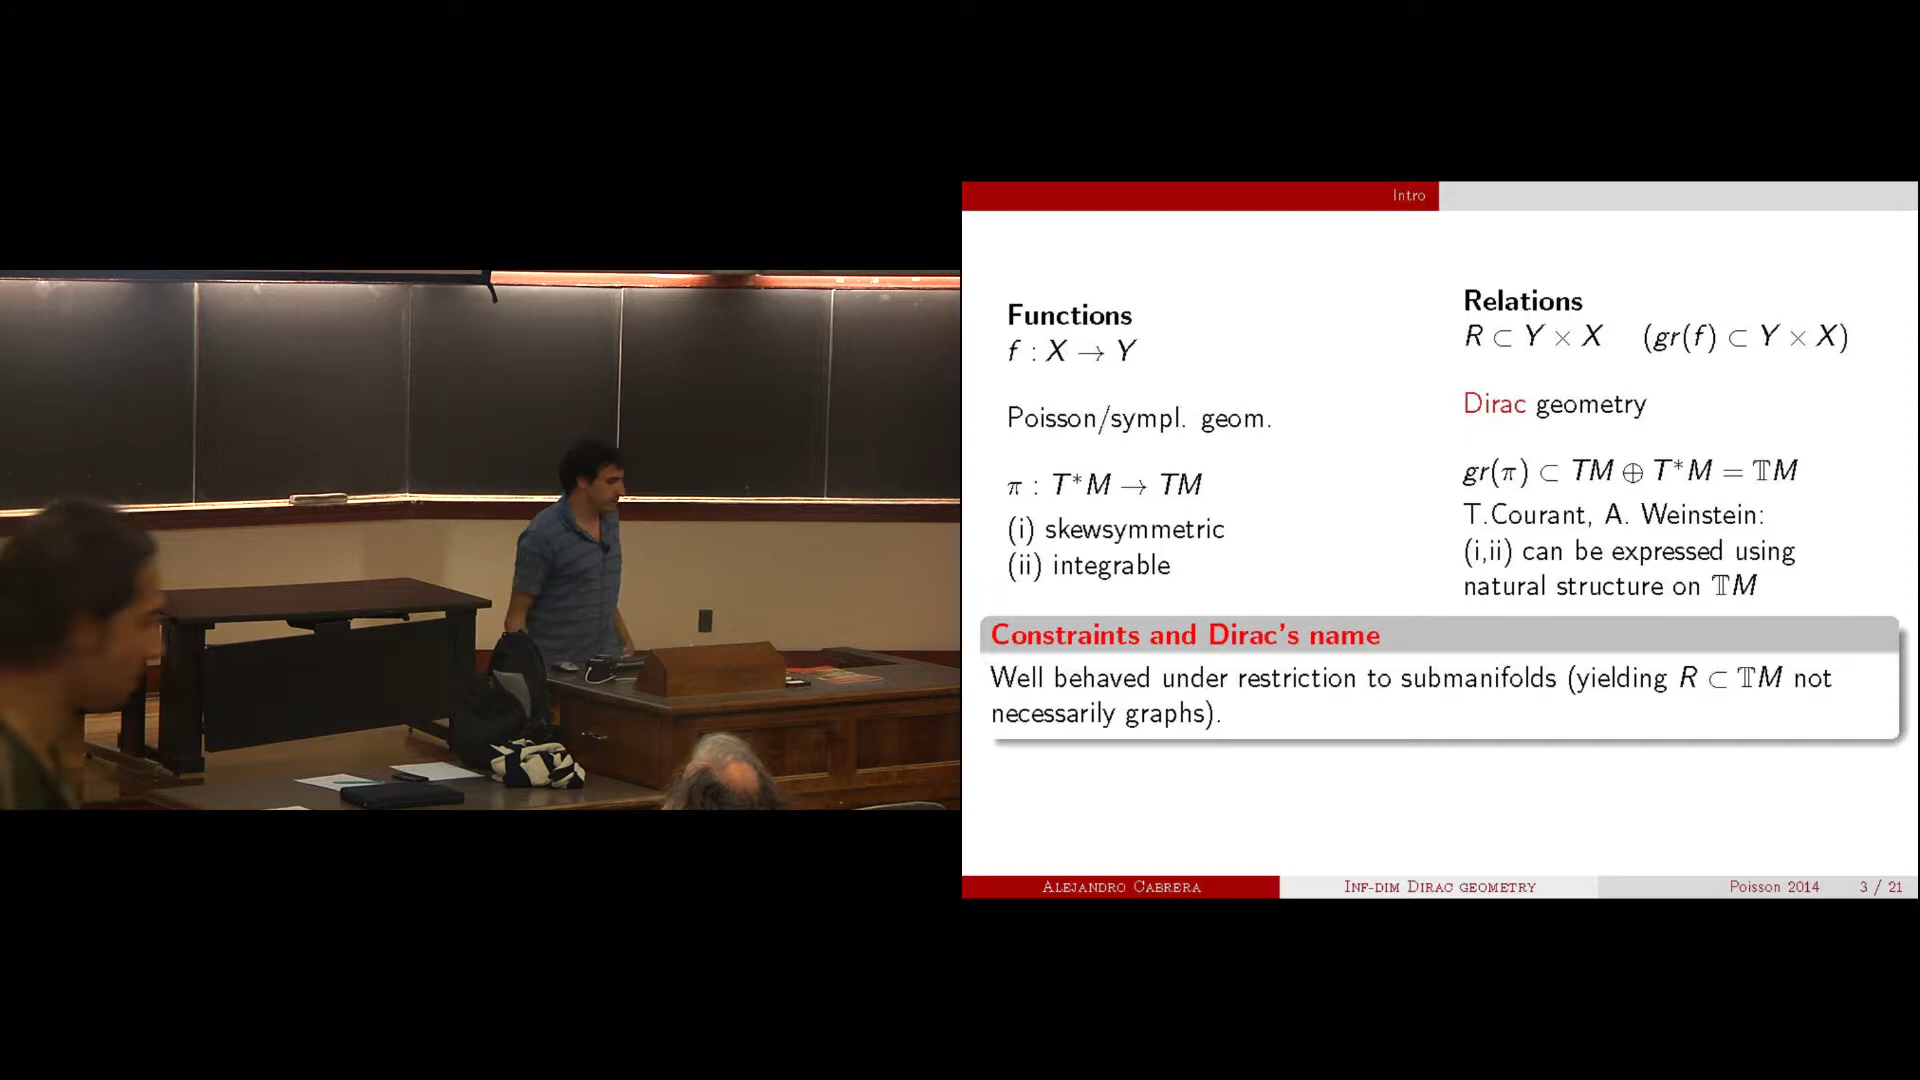 Intro
Functions
f : X → Y
Poisson/sympl. geom.
π : T*M → TM
(i) skewsymmetric
(ii) integrable
Relations
R ⊂ Y × X (gr(f) ⊂ Y × X)
Dirac geometry
gr(π) ⊂ TM ⊕ T*M = 𝕋M
T.Courant, A. Weinstein:
(i,ii) can be expressed using
natural structure on 𝕋M
Constraints and Dirac's name
Well behaved under restriction to submanifolds (yielding R ⊂ 𝕋M not
necessarily graphs).
Alejandro Cabrera Inf-dim Dirac geometry Poisson 2014 3 / 21